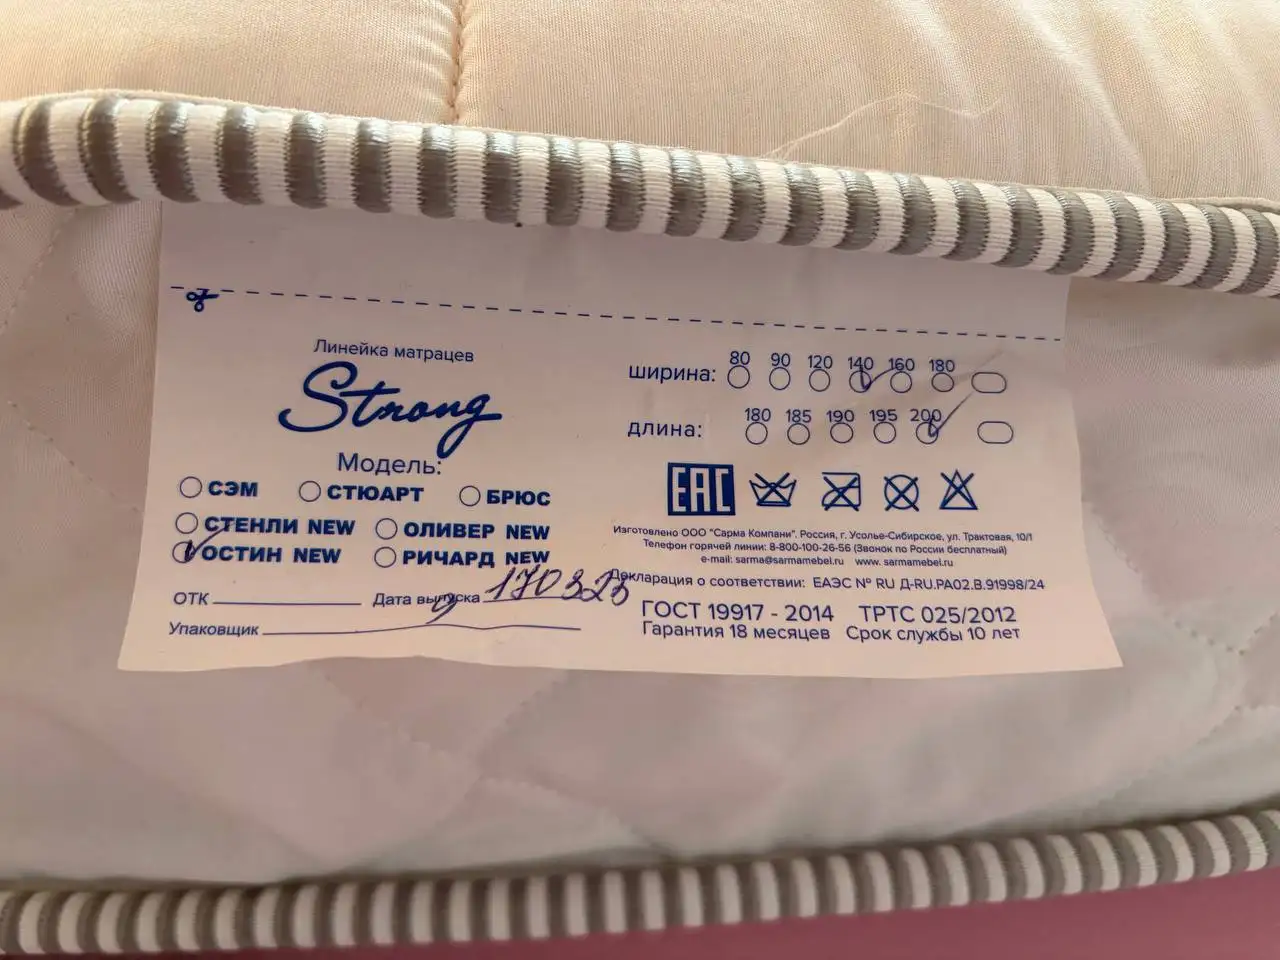 Линейка матрацев
Strong
Модель:
СЭМ СТЮАРТ БРЮС
СТЕНЛИ NEW ОЛИВЕР NEW
ОСТИН NEW РИЧАРД NEW
ОТК Дата выпуска 170323
Упаковщик
ширина: 80 90 120 140 160 180
длина: 180 185 190 195 200
EAC
Изготовлено ООО "Сарма Компани". Россия, г. Усолье-Сибирское, ул. Трактовая, 10/1
Телефон горячей линии: 8-800-100-26-56 (Звонок по России бесплатный)
e-mail: sarma@sarmamebel.ru www. sarmamebel.ru
Декларация о соответствии: ЕАЭС N° RU Д-RU.РА02.В.91998/24
ГОСТ 19917 - 2014 ТРТС 025/2012
Гарантия 18 месяцев Срок службы 10 лет